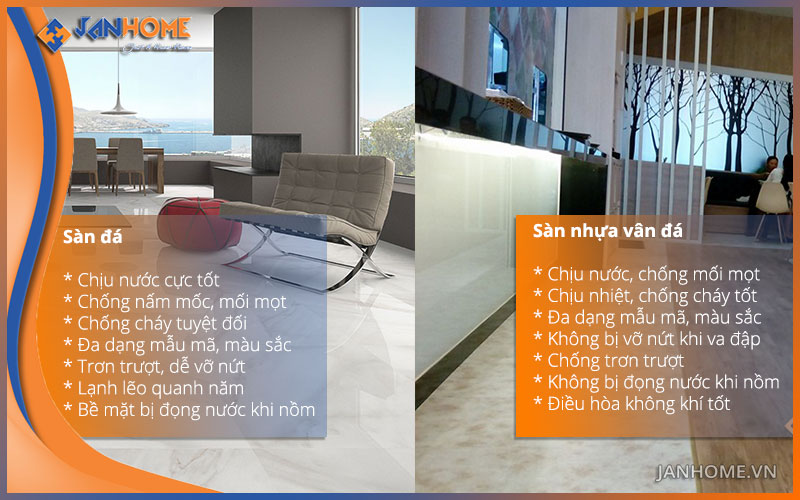 JANHOME
Sàn đá
* Chịu nước cực tốt
* Chống nấm mốc, mối mọt
* Chống cháy tuyệt đối
* Đa dạng mẫu mã, màu sắc
* Trơn trượt, dễ vỡ nứt
* Lạnh lẽo quanh năm
* Bề mặt bị đọng nước khi nồm
Sàn nhựa vân đá
* Chịu nước, chống mối mọt
* Chịu nhiệt, chống cháy tốt
* Đa dạng mẫu mã, màu sắc
* Không bị vỡ nứt khi va đập
* Chống trơn trượt
* Không bị đọng nước khi nồm
* Điều hòa không khí tốt
JANHOME.VN